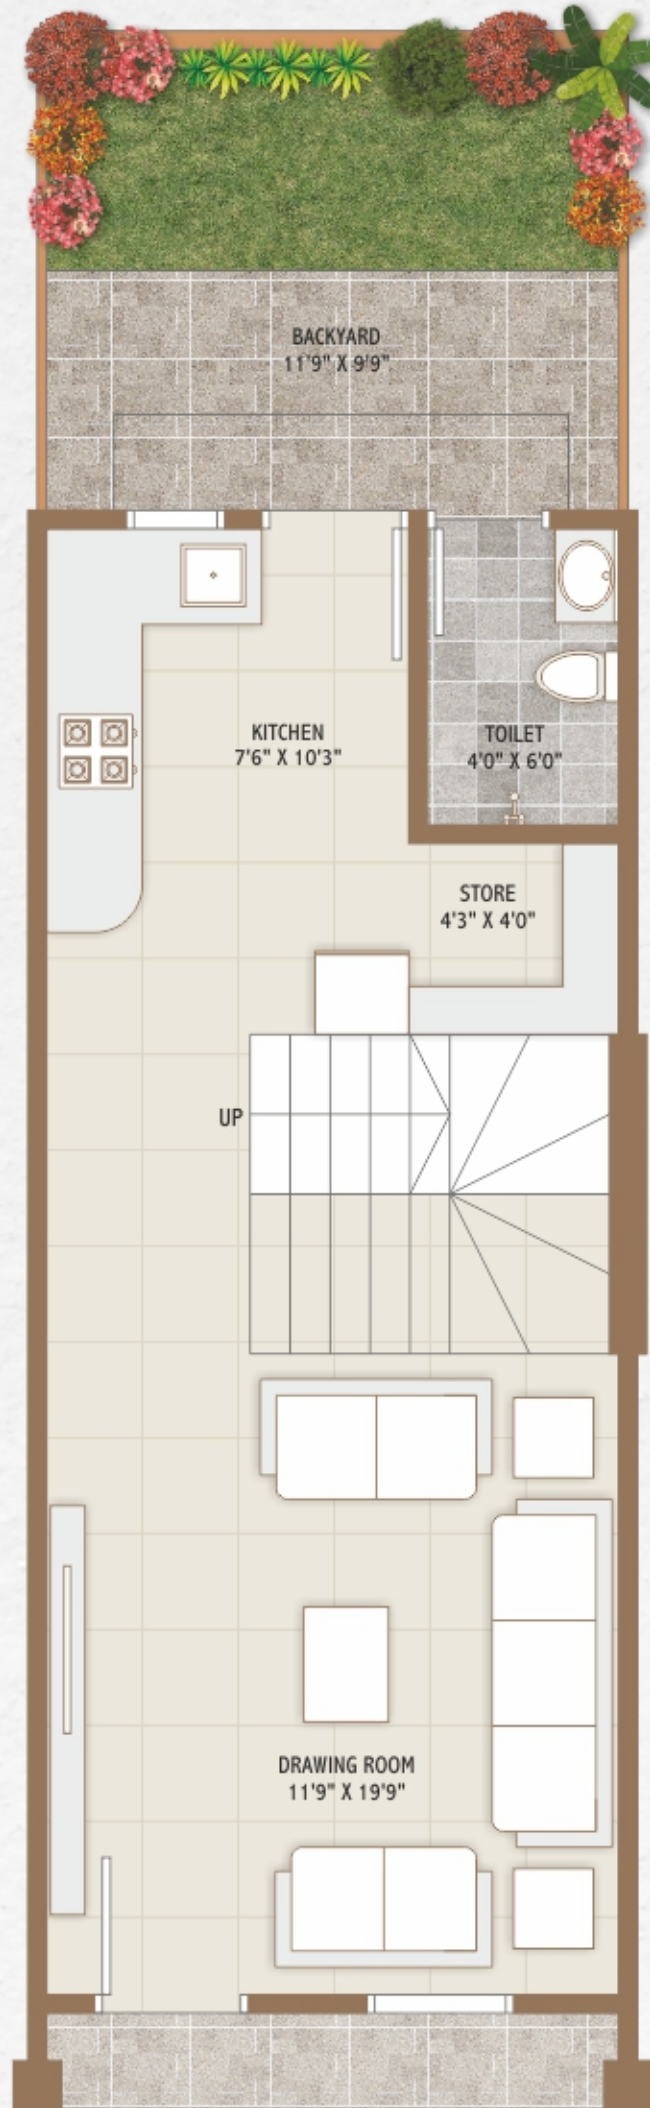 BACKYARD
11'9" X 9'9"
KITCHEN
7'6" X 10'3"
TOILET
4'0" X 6'0"
STORE
4'3" X 4'0"
UP
DRAWING ROOM
11'9" X 19'9"